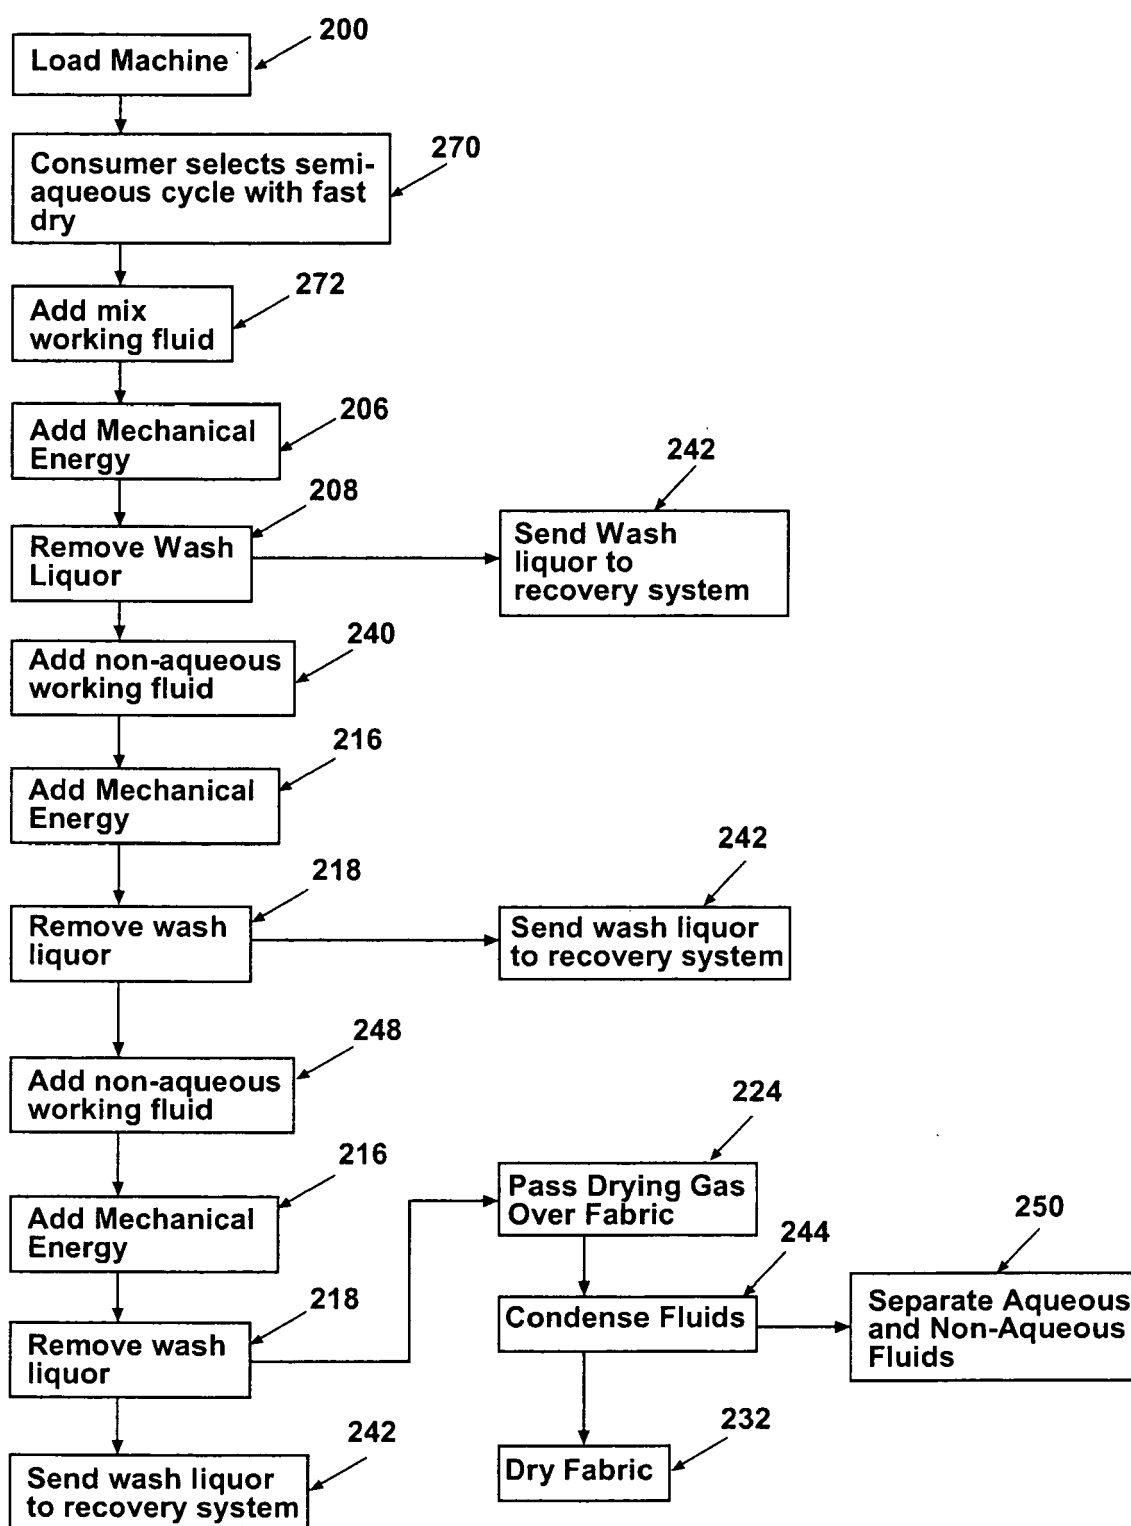 200
Load Machine
270
Consumer selects semi-
aqueous cycle with fast
dry
272
Add mix
working fluid
206
Add Mechanical
Energy
242
208
Remove Wash
Liquor
Send Wash
liquor to
recovery system
240
Add non-aqueous
working fluid
216
Add Mechanical
Energy
242
218
Remove wash
liquor
Send wash liquor
to recovery system
248
Add non-aqueous
working fluid
224
216
Pass Drying Gas
Over Fabric
Add Mechanical
Energy
250
244
218
Condense Fluids
Separate Aqueous
and Non-Aqueous
Fluids
Remove wash
liquor
232
242
Dry Fabric
Send wash liquor
to recovery system